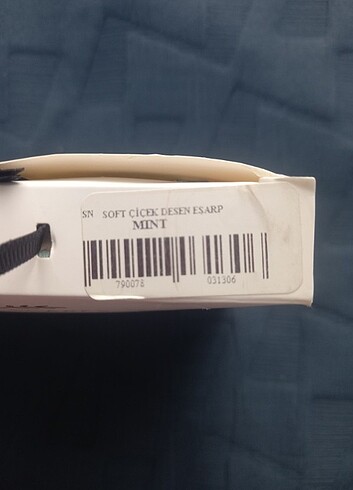 SN SOFT ÇİÇEK DESEN EŞARP
MINT
790078 031306